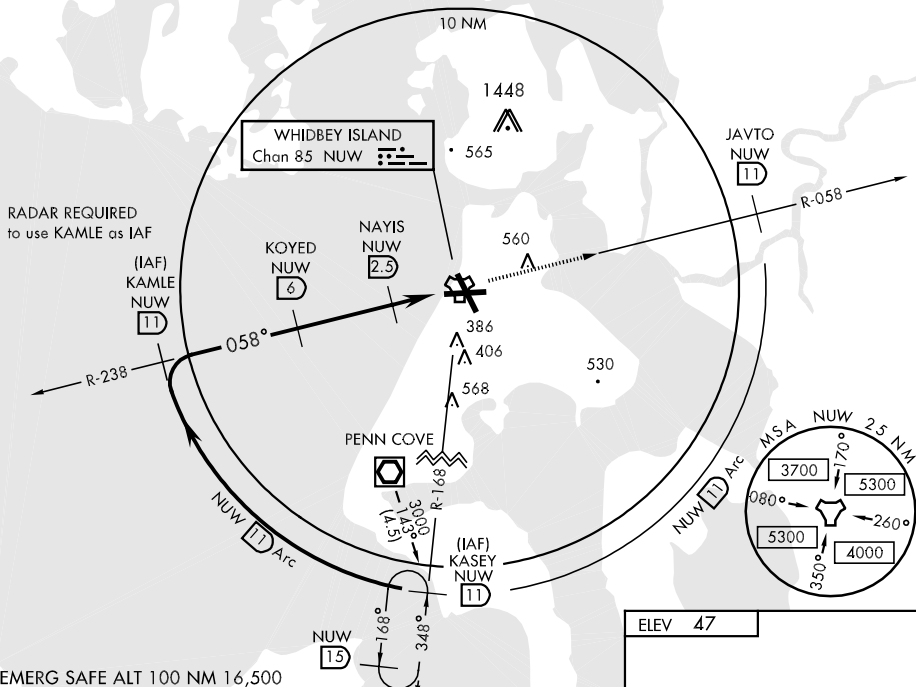 10 NM
1448
565
WHIDBEY ISLAND
Chan 85 NUW
JAVTO
NUW
11
R-058
RADAR REQUIRED
to use KAMLE as IAF
NAYIS
NUW
2.5
KOYED
NUW
6
560
(IAF)
KAMLE
NUW
11
058°
R-238
386
406
568
530
PENN COVE
R-168
3000
143°
(4.5)
NUW 11 Arc
NUW 11 Arc
(IAF)
KASEY
NUW
11
MSA NUW 25 NM
3700
170°
5300
080°
260°
5300
4000
350°
168°
348°
NUW
15
ELEV 47
EMERG SAFE ALT 100 NM 16,500